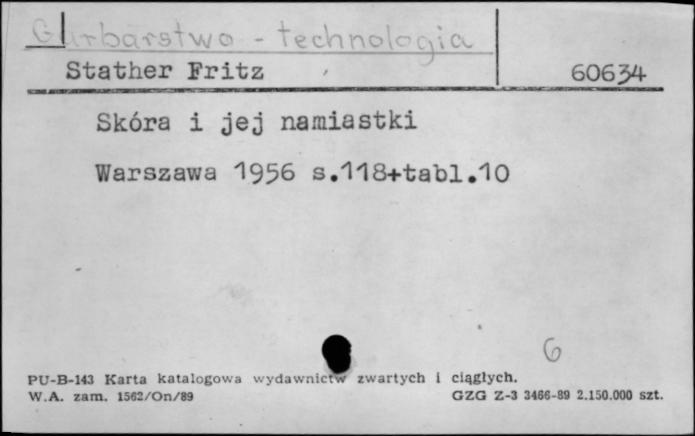 Garbarstwo - technologia
Stather Fritz 60634
Skóra i jej namiastki
Warszawa 1956 s.118+tabl.10
6
PU-B-143 Karta katalogowa wydawnictw zwartych i ciągłych.
W.A. zam. 1562/On/89 GZG Z-3 3466-89 2.150.000 szt.